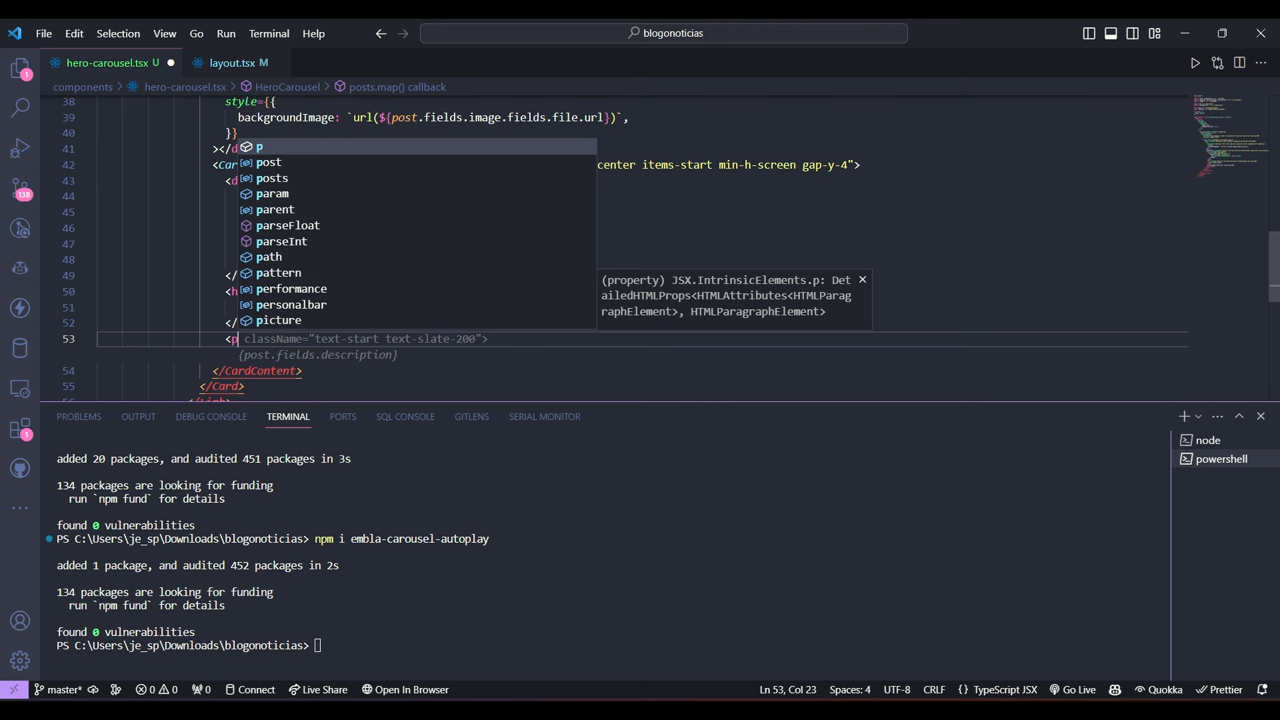 File Edit Selection View Go Run Terminal Help
blogonoticias
hero-carousel.tsx U
layout.tsx M
components > hero-carousel.tsx > HeroCarousel > posts.map() callback
38 style={{
39 backgroundImage: `url(${post.fields.image.fields.file.url})`,
40 }}
41 ></d
42 <Car center items-start min-h-screen gap-y-4">
43 <d
44
45
46
47
48
49 </
50 <h
51
52 </
53 <p className="text-start text-slate-200">
{post.fields.description}
54 </CardContent>
55 </Card>
</Link>
p
post
posts
param
parent
parseFloat
parseInt
path
pattern
performance
personalbar
picture
(property) JSX.IntrinsicElements.p: Det
ailedHTMLProps<HTMLAttributes<HTMLParag
raphElement>, HTMLParagraphElement>
1
138
1
PROBLEMS OUTPUT DEBUG CONSOLE TERMINAL PORTS SQL CONSOLE GITLENS SERIAL MONITOR
added 20 packages, and audited 451 packages in 3s
134 packages are looking for funding
run `npm fund` for details
found 0 vulnerabilities
PS C:\Users\je_sp\Downloads\blogonoticias> npm i embla-carousel-autoplay
added 1 package, and audited 452 packages in 2s
134 packages are looking for funding
run `npm fund` for details
found 0 vulnerabilities
PS C:\Users\je_sp\Downloads\blogonoticias>
node
powershell
master* 0 0 0 Connect Live Share Open In Browser Ln 53, Col 23 Spaces: 4 UTF-8 CRLF {} TypeScript JSX Go Live Quokka Prettier